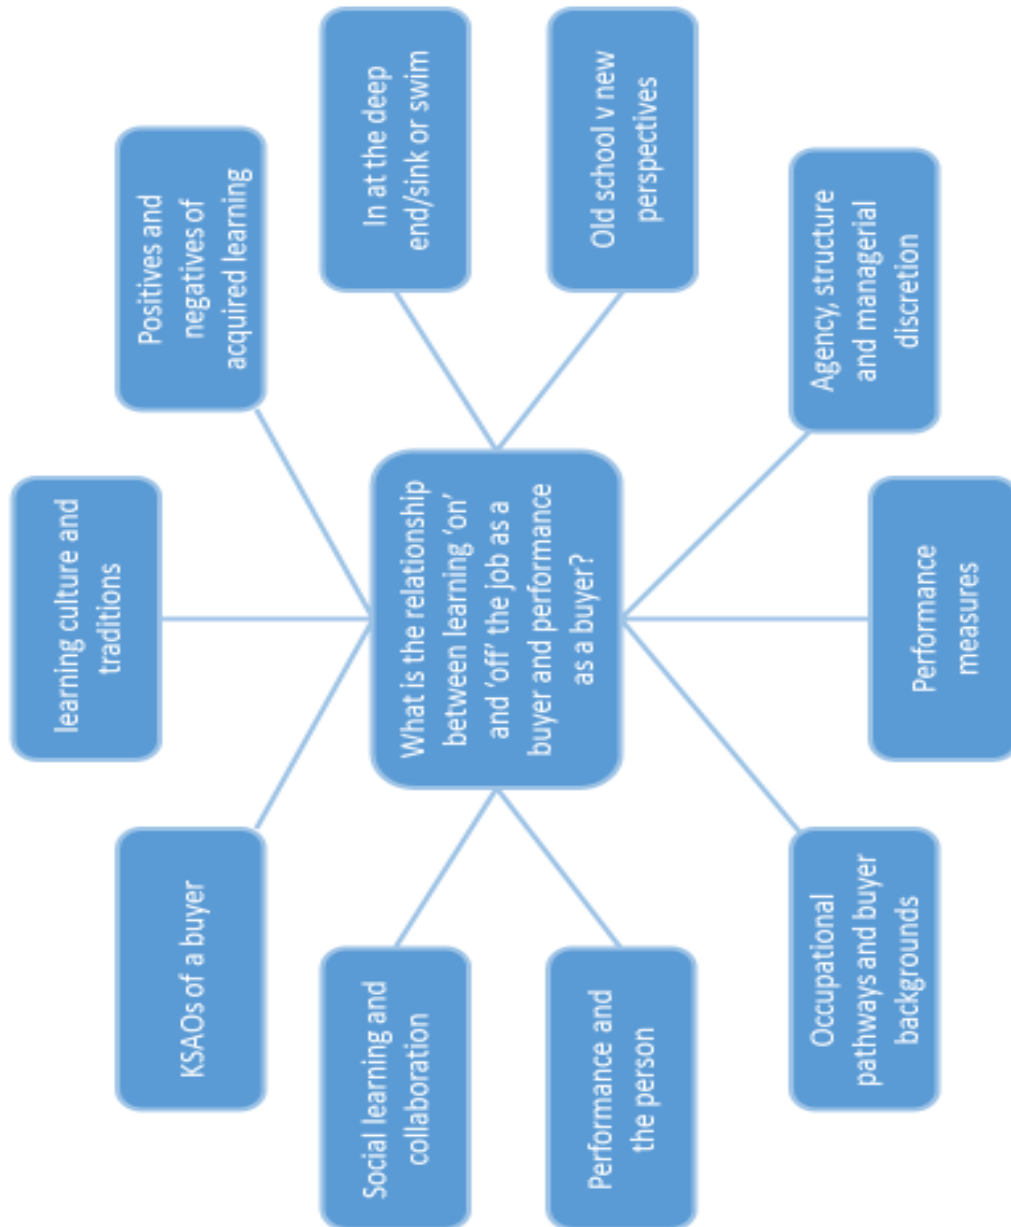 learning culture and
traditions
KSAOs of a buyer
Positives and
negatives of
acquired learning
Social learning and
collaboration
In at the deep
end/sink or swim
What is the relationship
between learning ‘on’
and ‘off’ the job as a
buyer and performance
as a buyer?
Performance and
the person
Old school v new
perspectives
Occupational
pathways and buyer
backgrounds
Agency, structure
and managerial
discretion
Performance
measures